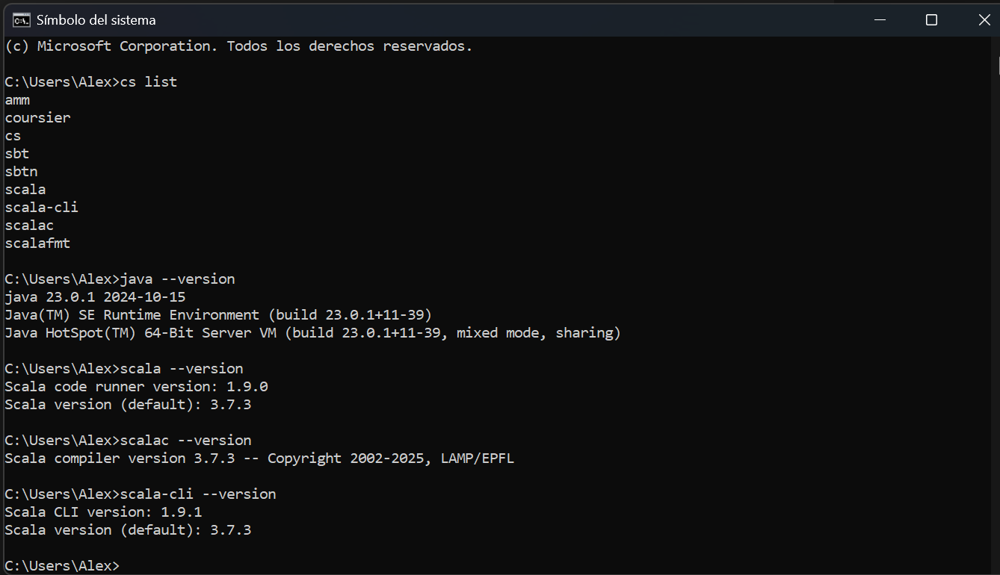 Símbolo del sistema
(c) Microsoft Corporation. Todos los derechos reservados.
C:\Users\Alex>cs list
amm
coursier
cs
sbt
sbtn
scala
scala-cli
scalac
scalafmt
C:\Users\Alex>java --version
java 23.0.1 2024-10-15
Java(TM) SE Runtime Environment (build 23.0.1+11-39)
Java HotSpot(TM) 64-Bit Server VM (build 23.0.1+11-39, mixed mode, sharing)
C:\Users\Alex>scala --version
Scala code runner version: 1.9.0
Scala version (default): 3.7.3
C:\Users\Alex>scalac --version
Scala compiler version 3.7.3 -- Copyright 2002-2025, LAMP/EPFL
C:\Users\Alex>scala-cli --version
Scala CLI version: 1.9.1
Scala version (default): 3.7.3
C:\Users\Alex>